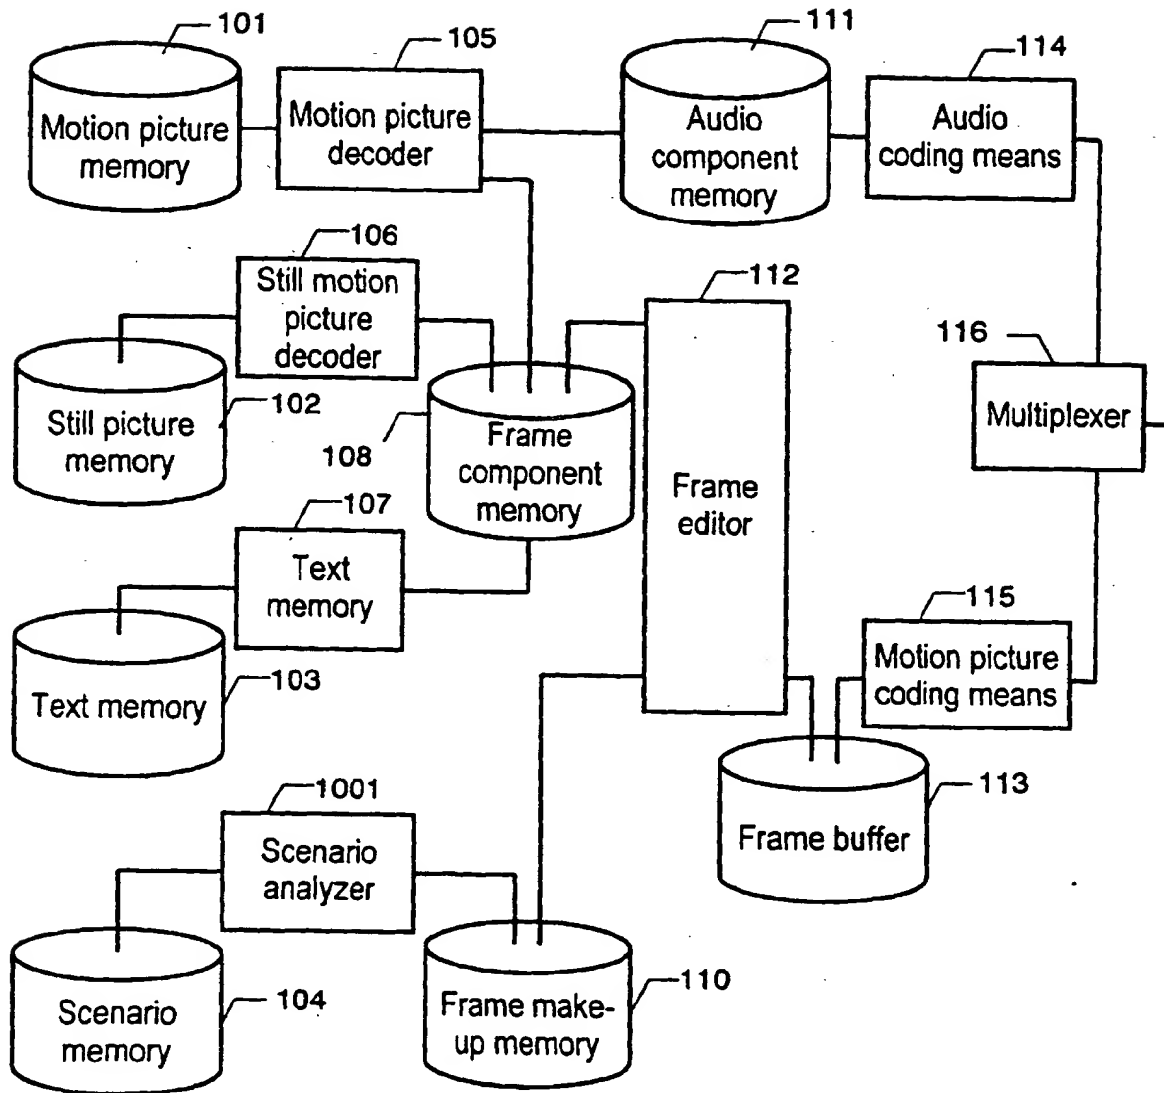 101
Motion picture
memory
105
Motion picture
decoder
111
Audio
component
memory
114
Audio
coding means
106
Still motion
picture
decoder
102
Still picture
memory
108
Frame
component
memory
112
Frame
editor
116
Multiplexer
107
Text
memory
103
Text memory
115
Motion picture
coding means
113
Frame buffer
1001
Scenario
analyzer
104
Scenario
memory
110
Frame make-
up memory